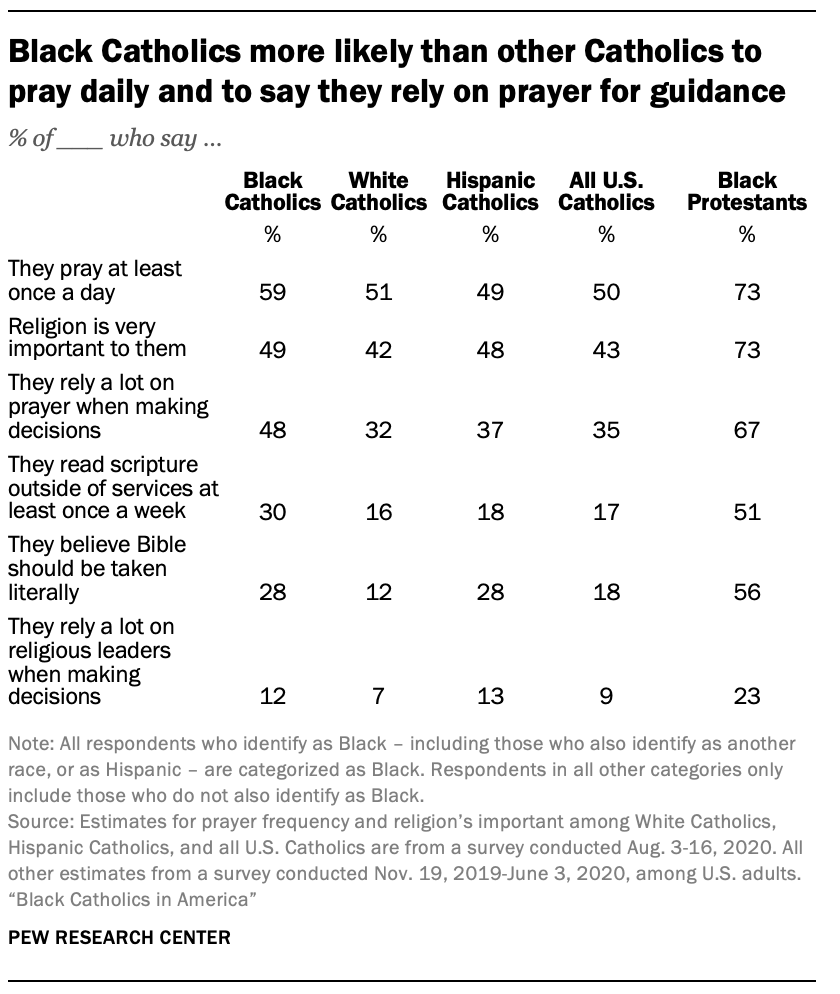 Black Catholics more likely than other Catholics to
pray daily and to say they rely on prayer for guidance
% of ___ who say ...
Black White Hispanic All U.S. Black
Catholics Catholics Catholics Catholics Protestants
% % % % %
They pray at least
once a day 59 51 49 50 73
Religion is very
important to them 49 42 48 43 73
They rely a lot on
prayer when making
decisions 48 32 37 35 67
They read scripture
outside of services at
least once a week 30 16 18 17 51
They believe Bible
should be taken
literally 28 12 28 18 56
They rely a lot on
religious leaders
when making
decisions 12 7 13 9 23
Note: All respondents who identify as Black – including those who also identify as another
race, or as Hispanic – are categorized as Black. Respondents in all other categories only
include those who do not also identify as Black.
Source: Estimates for prayer frequency and religion’s important among White Catholics,
Hispanic Catholics, and all U.S. Catholics are from a survey conducted Aug. 3-16, 2020. All
other estimates from a survey conducted Nov. 19, 2019-June 3, 2020, among U.S. adults.
“Black Catholics in America”
PEW RESEARCH CENTER